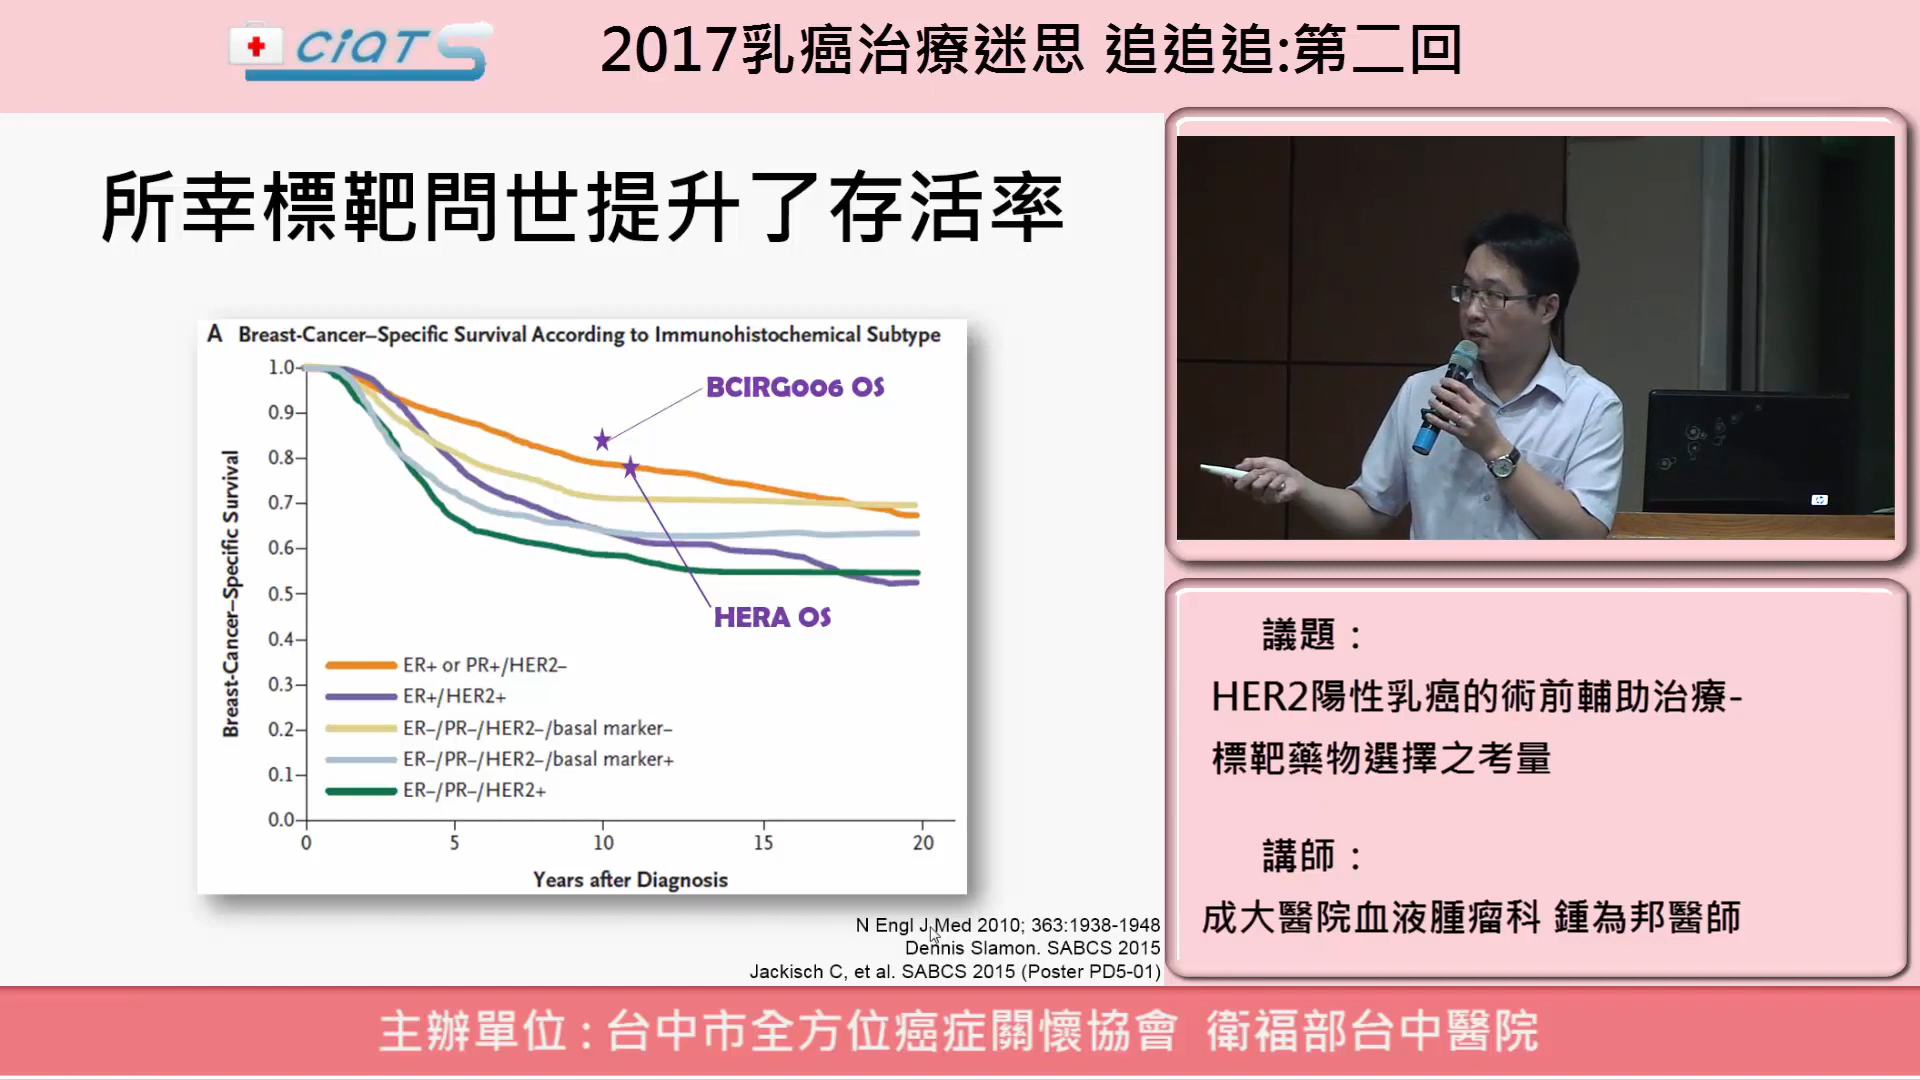 CiQTS
2017乳癌治療迷思 追追追:第二回
所幸標靶問世提升了存活率
A Breast-Cancer–Specific Survival According to Immunohistochemical Subtype
Breast-Cancer–Specific Survival
1.0
0.9
0.8
0.7
0.6
0.5
0.4
0.3
0.2
0.1
0.0
BCIRG006 OS
HERA OS
ER+ or PR+/HER2–
ER+/HER2+
ER–/PR–/HER2–/basal marker–
ER–/PR–/HER2–/basal marker+
ER–/PR–/HER2+
0 5 10 15 20
Years after Diagnosis
N Engl J Med 2010; 363:1938-1948
Dennis Slamon. SABCS 2015
Jackisch C, et al. SABCS 2015 (Poster PD5-01)
hp
議題：
HER2陽性乳癌的術前輔助治療-
標靶藥物選擇之考量
講師：
成大醫院血液腫瘤科 鍾為邦醫師
主辦單位 : 台中市全方位癌症關懷協會 衛福部台中醫院